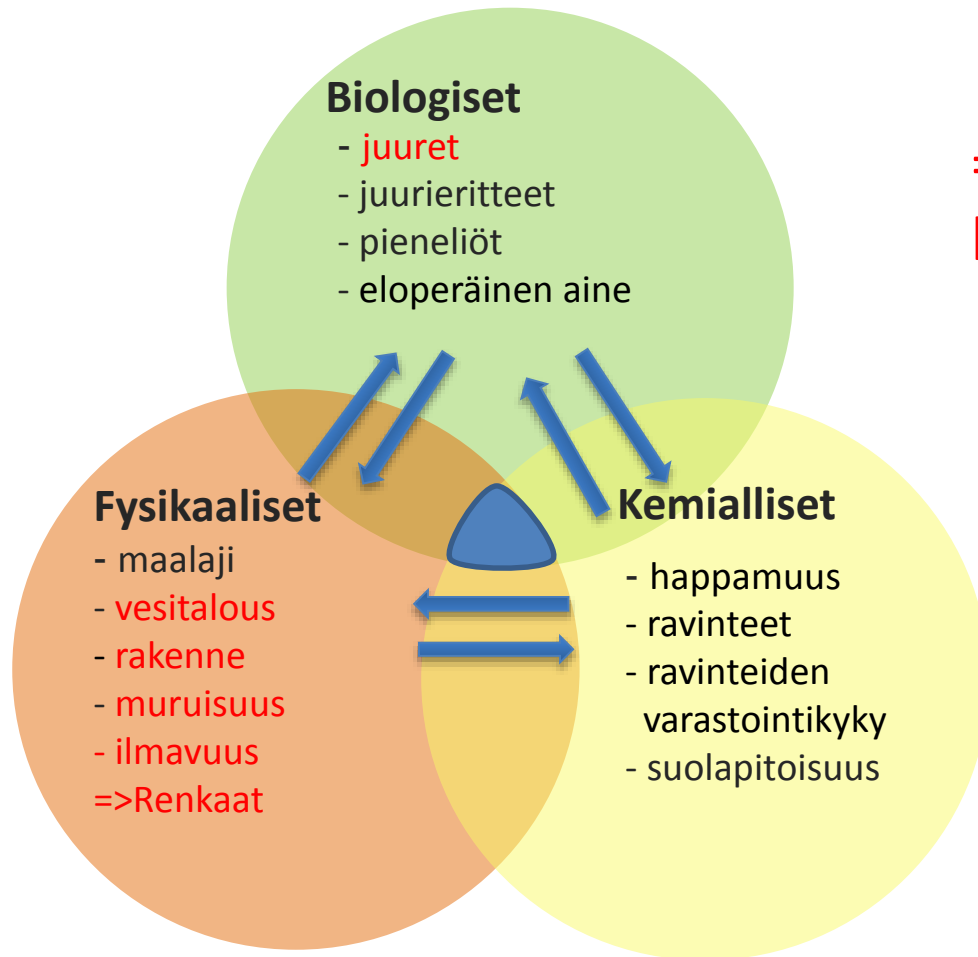 Biologiset
- juuret
- juurieritteet
- pieneliöt
- eloperäinen aine
Fysikaaliset
- maalaji
- vesitalous
- rakenne
- muruisuus
- ilmavuus
=>Renkaat
Kemialliset
- happamuus
- ravinteet
- ravinteiden
varastointikyky
- suolapitoisuus